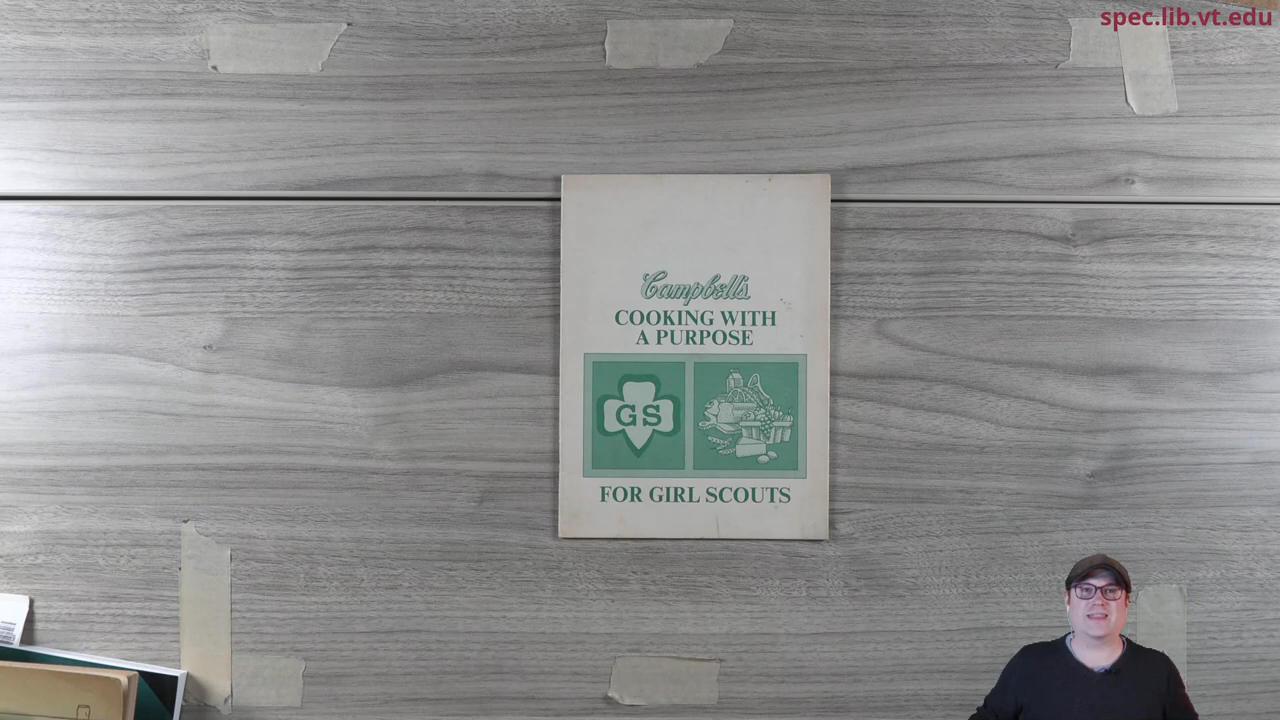 spec.lib.vt.edu
Campbell's
COOKING WITH
A PURPOSE
GS
FOR GIRL SCOUTS